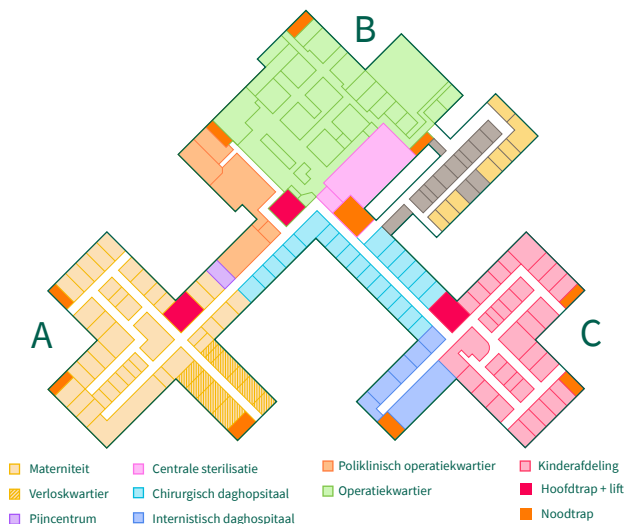 B
A
C
Materniteit
Verloskwartier
Pijncentrum
Centrale sterilisatie
Chirurgisch daghopsitaal
Internistisch daghospitaal
Poliklinisch operatiekwartier
Operatiekwartier
Kinderafdeling
Hoofdtrap + lift
Noodtrap